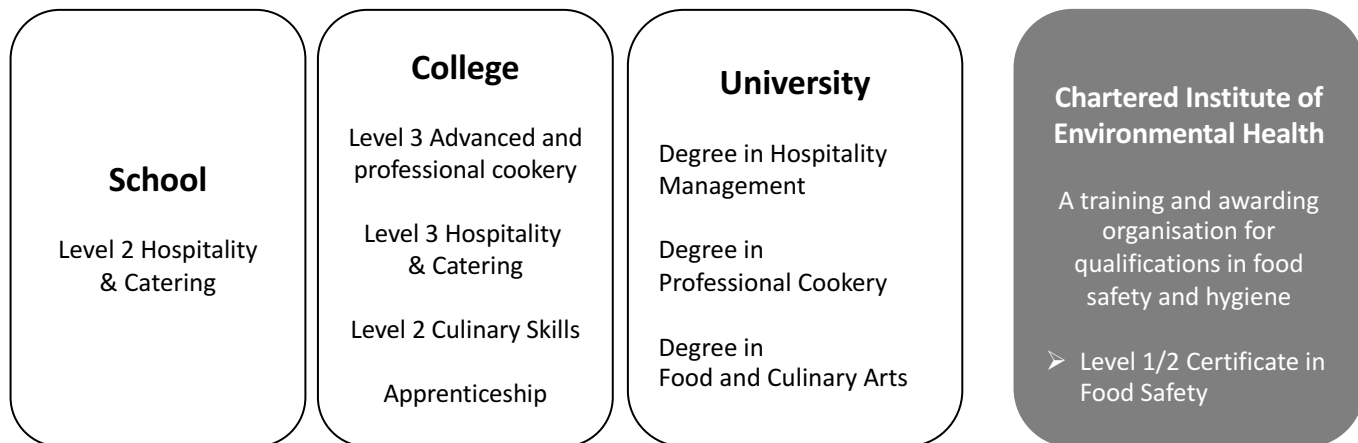 School
Level 2 Hospitality
& Catering
College
Level 3 Advanced and
professional cookery
Level 3 Hospitality
& Catering
Level 2 Culinary Skills
Apprenticeship
University
Degree in Hospitality
Management
Degree in
Professional Cookery
Degree in
Food and Culinary Arts
Chartered Institute of
Environmental Health
A training and awarding
organisation for
qualifications in food
safety and hygiene
➢ Level 1/2 Certificate in
Food Safety